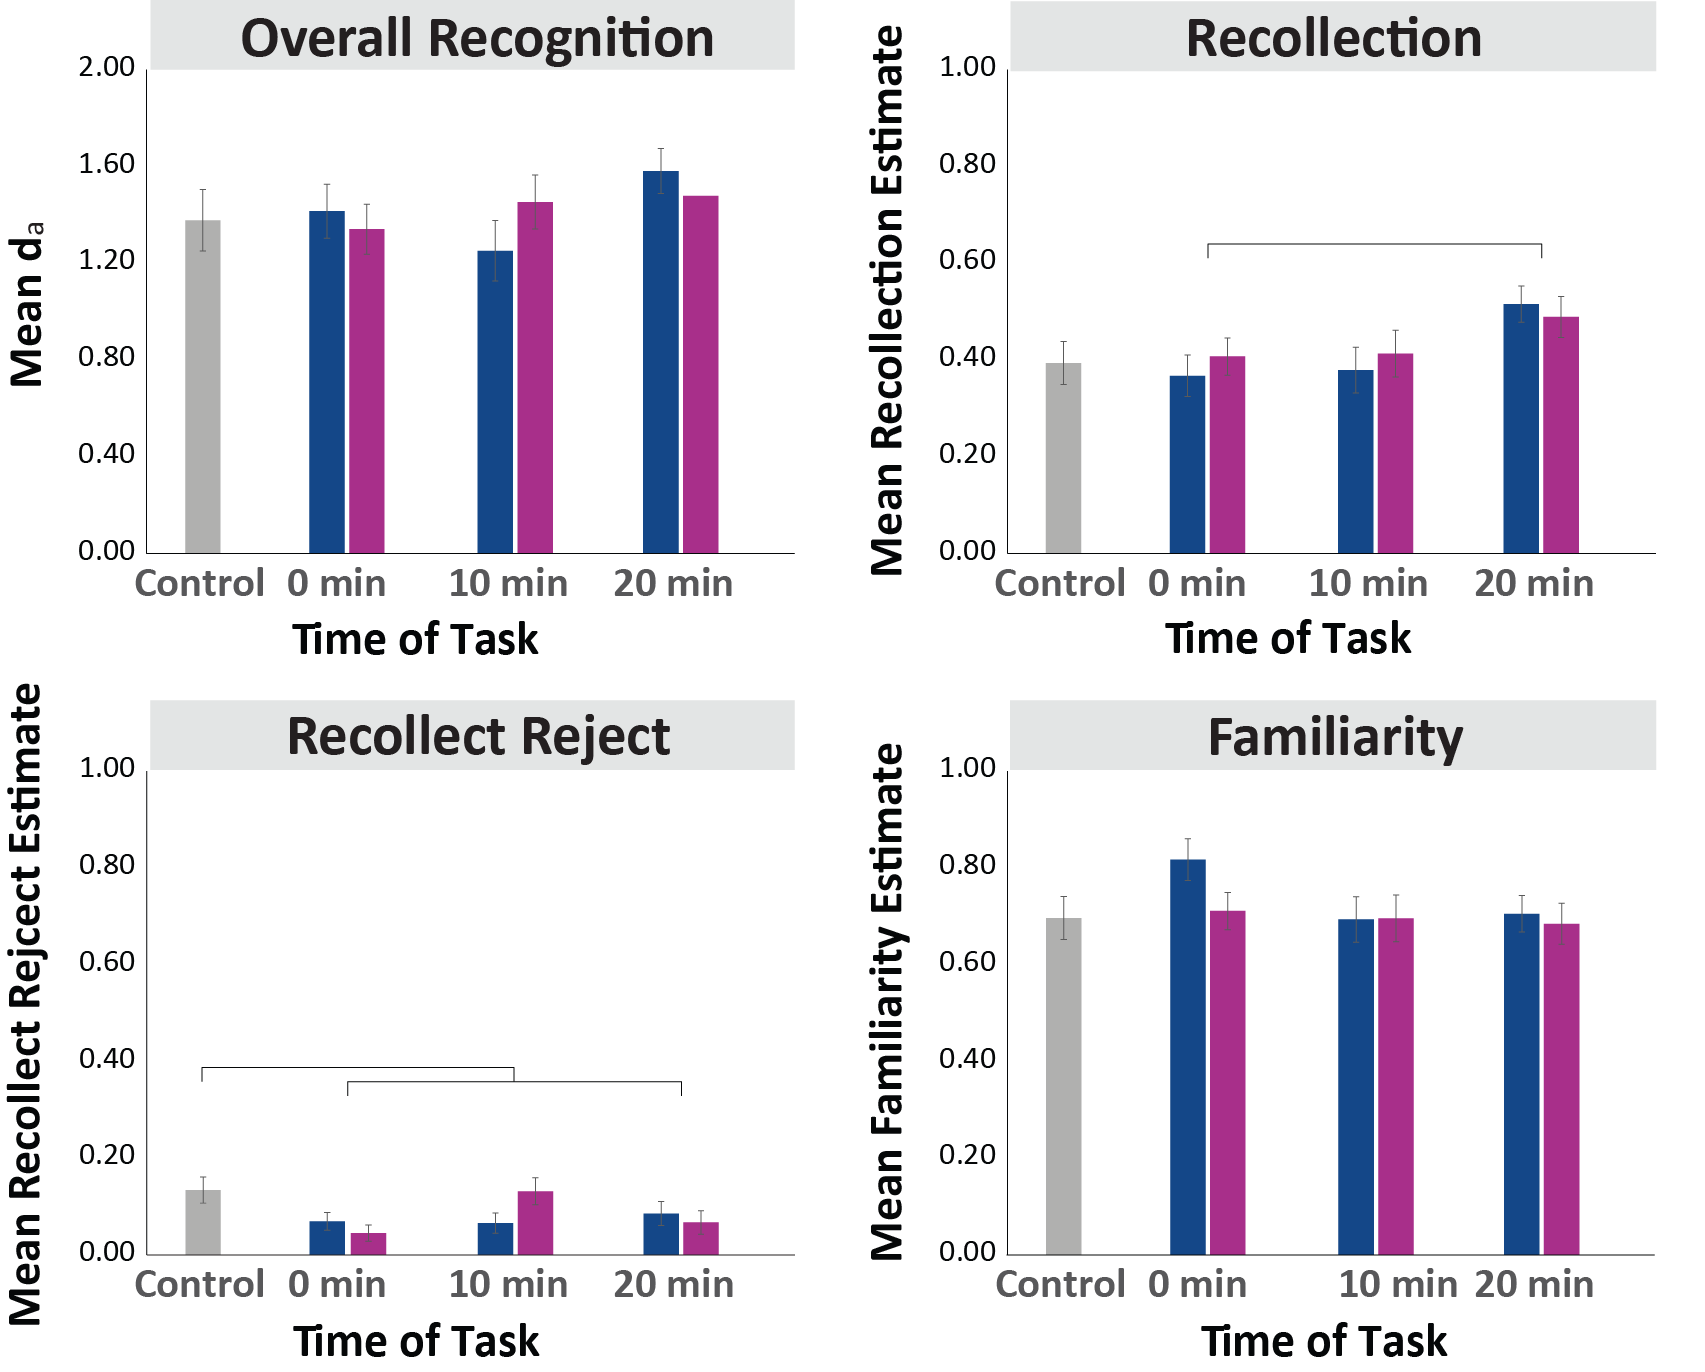 Overall Recognition
Mean da
2.00
1.60
1.20
0.80
0.40
0.00
Control 0 min 10 min 20 min
Time of Task
Recollection
Mean Recollection Estimate
1.00
0.80
0.60
0.40
0.20
0.00
Control 0 min 10 min 20 min
Time of Task
Recollect Reject
Mean Recollect Rejcect Estimate
1.00
0.80
0.60
0.40
0.20
0.00
Control 0 min 10 min 20 min
Time of Task
Familiarity
Mean Familiarity Estimate
1.00
0.80
0.60
0.40
0.20
0.00
Control 0 min 10 min 20 min
Time of Task